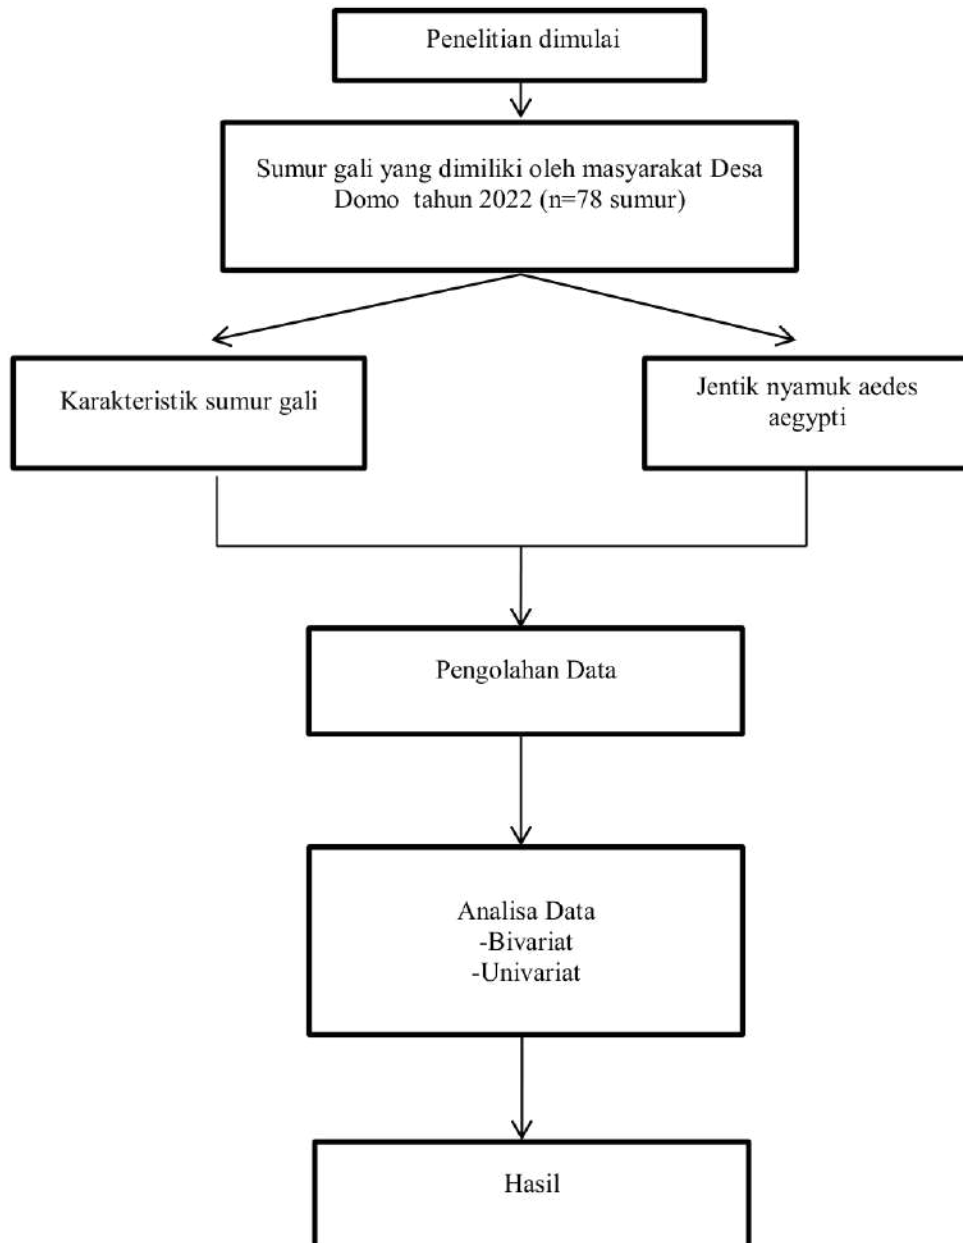 Penelitian dimulai
Sumur gali yang dimiliki oleh masyarakat Desa
Domo tahun 2022 (n=78 sumur)
Karakteristik sumur gali
Jentik nyamuk aedes
aegypti
Pengolahan Data
Analisa Data
-Bivariat
-Univariat
Hasil